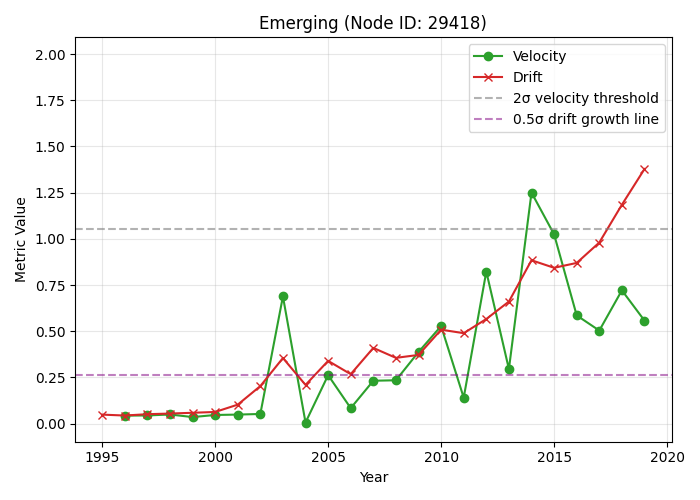 Emerging (Node ID: 29418)
Velocity
Drift
2σ velocity threshold
0.5σ drift growth line
Metric Value
2.00
1.75
1.50
1.25
1.00
0.75
0.50
0.25
0.00
1995
2000
2005
2010
2015
2020
Year